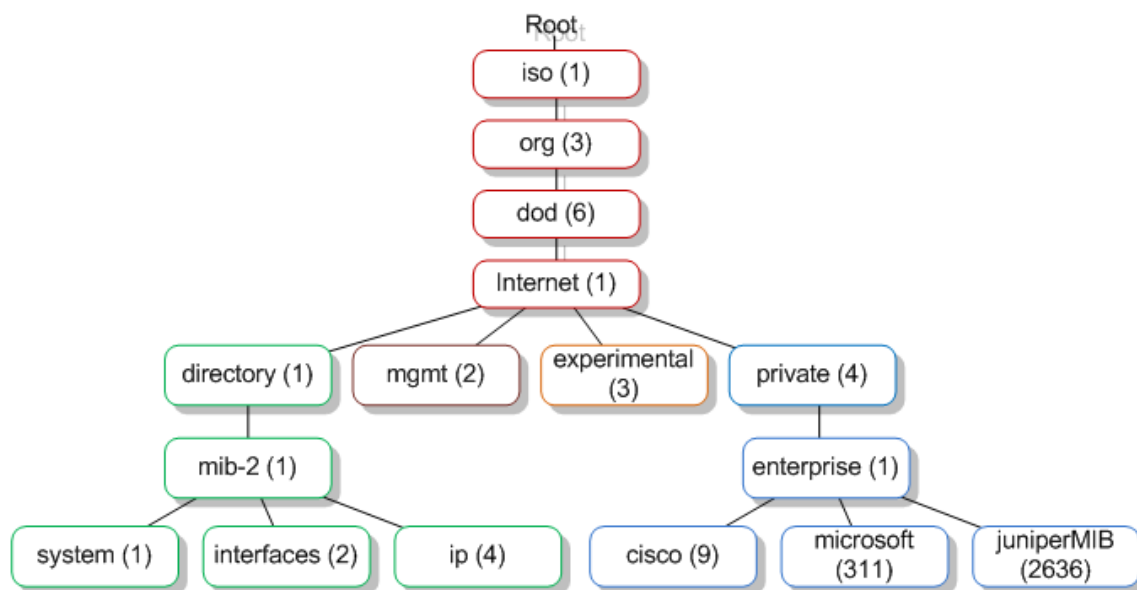 Root
iso (1)
org (3)
dod (6)
Internet (1)
directory (1)
mgmt (2)
experimental
(3)
private (4)
mib-2 (1)
enterprise (1)
system (1)
interfaces (2)
ip (4)
cisco (9)
microsoft
(311)
juniperMIB
(2636)